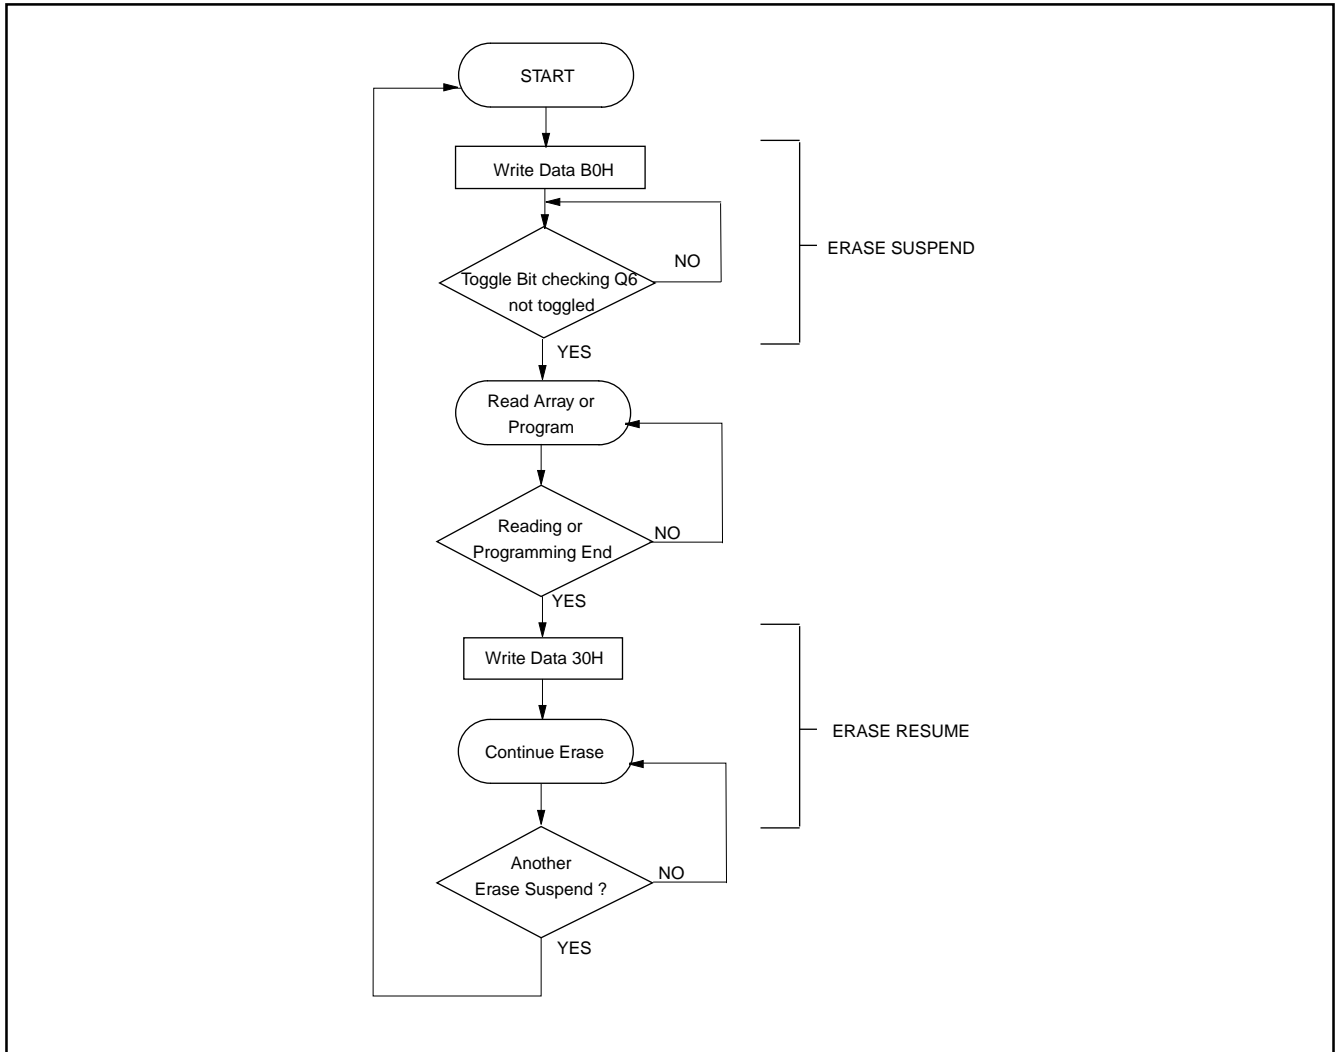 START
Write Data B0H
ERASE SUSPEND
NO
Toggle Bit checking Q6
not toggled
YES
Read Array or
Program
Reading or
Programming End
NO
YES
Write Data 30H
ERASE RESUME
Continue Erase
Another
Erase Suspend ?
NO
YES